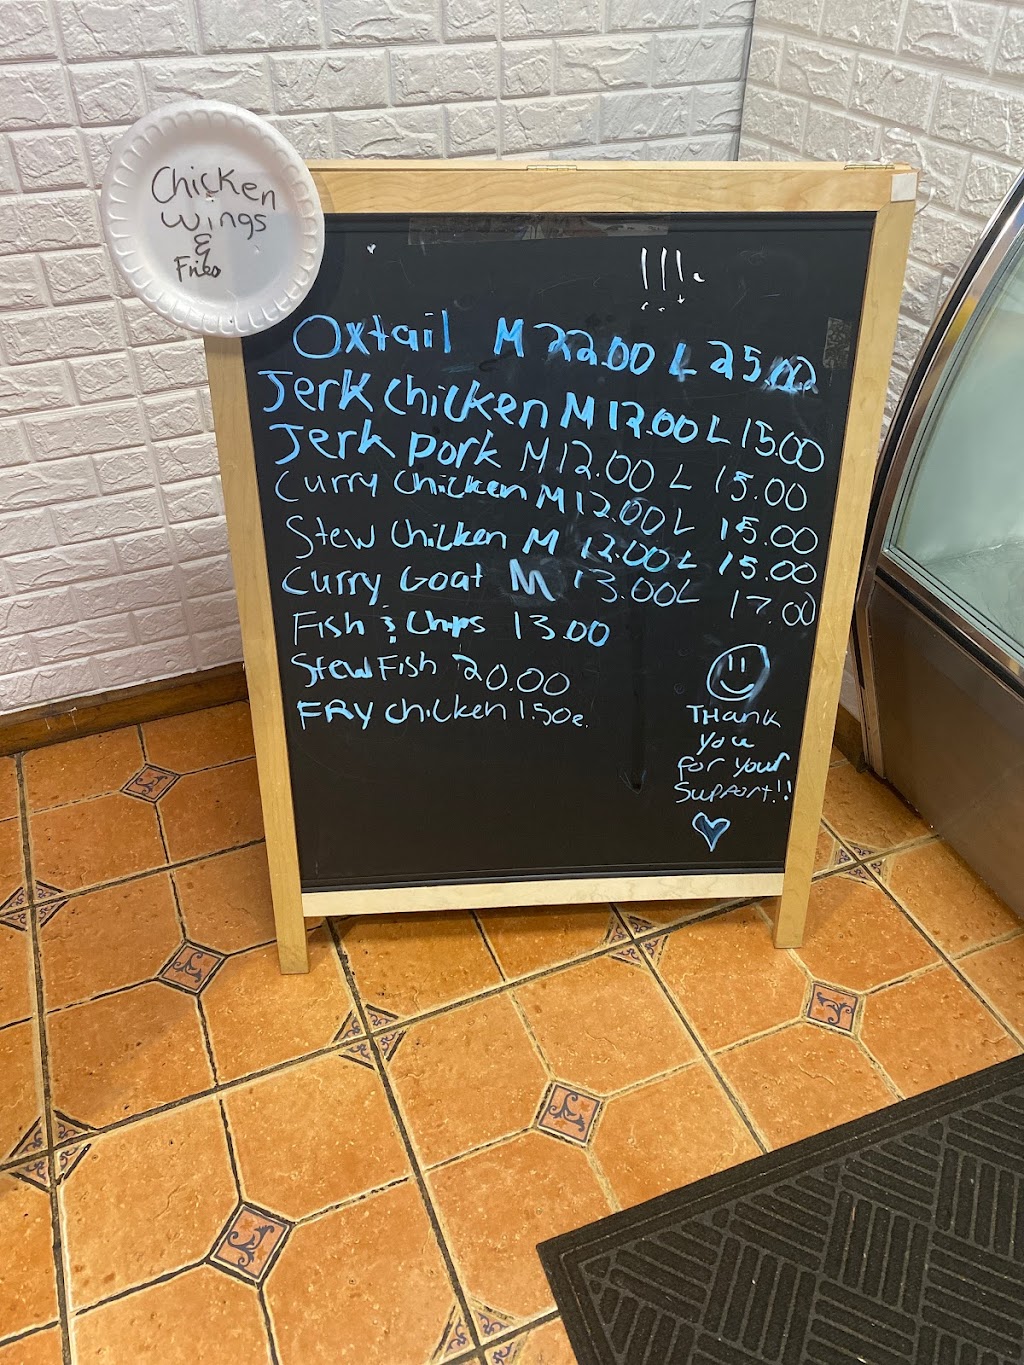 Chicken
Wings
&
Fries
!!!.
Oxtail M 22.00 L 25.00
Jerk chicken M 12.00 L 15.00
Jerk pork M 12.00 L 15.00
Curry Chicken M 12.00 L 15.00
Stew Chicken M 12.00 L 15.00
Curry Goat M 13.00 L 17.00
Fish & Chips 13.00
Stew Fish 20.00
FRY chicken 1.50e.
THank
you
for your
Support!!